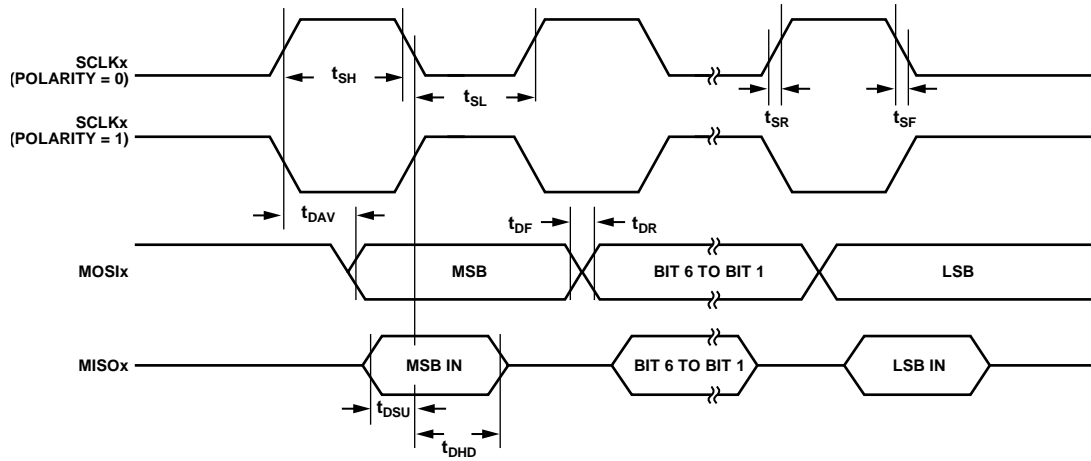 SCLKx
(POLARITY = 0)
tSH
tSL
tSR
tSF
SCLKx
(POLARITY = 1)
tDAV
tDF
tDR
MOSIx
MSB
BIT 6 TO BIT 1
LSB
MISOx
MSB IN
BIT 6 TO BIT 1
LSB IN
tDSU
tDHD